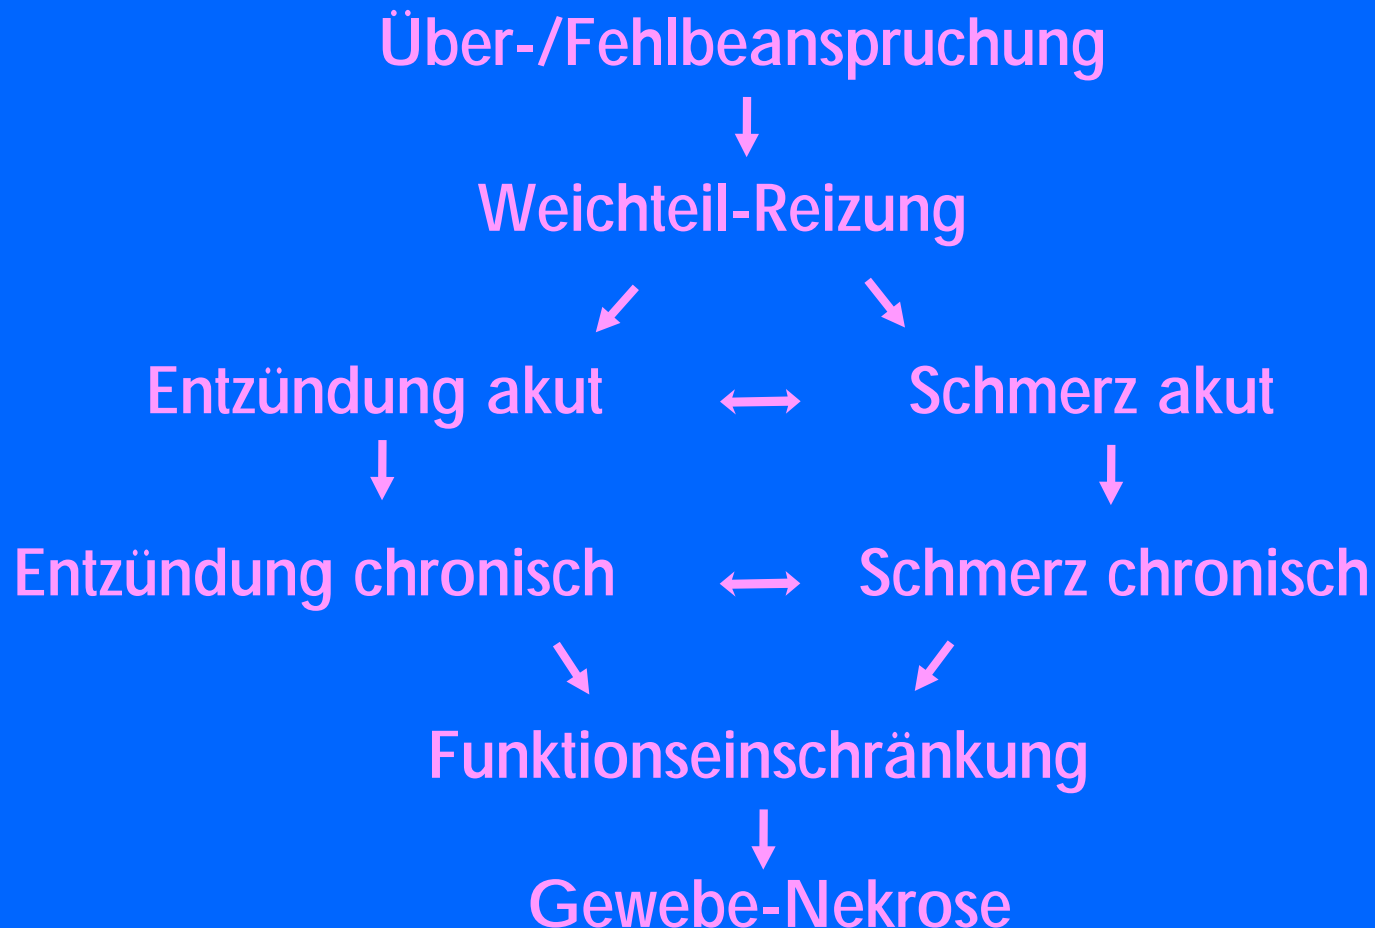 Über-/Fehlbeanspruchung
Weichteil-Reizung
Entzündung akut
Schmerz akut
Entzündung chronisch
Schmerz chronisch
Funktionseinschränkung
Gewebe-Nekrose